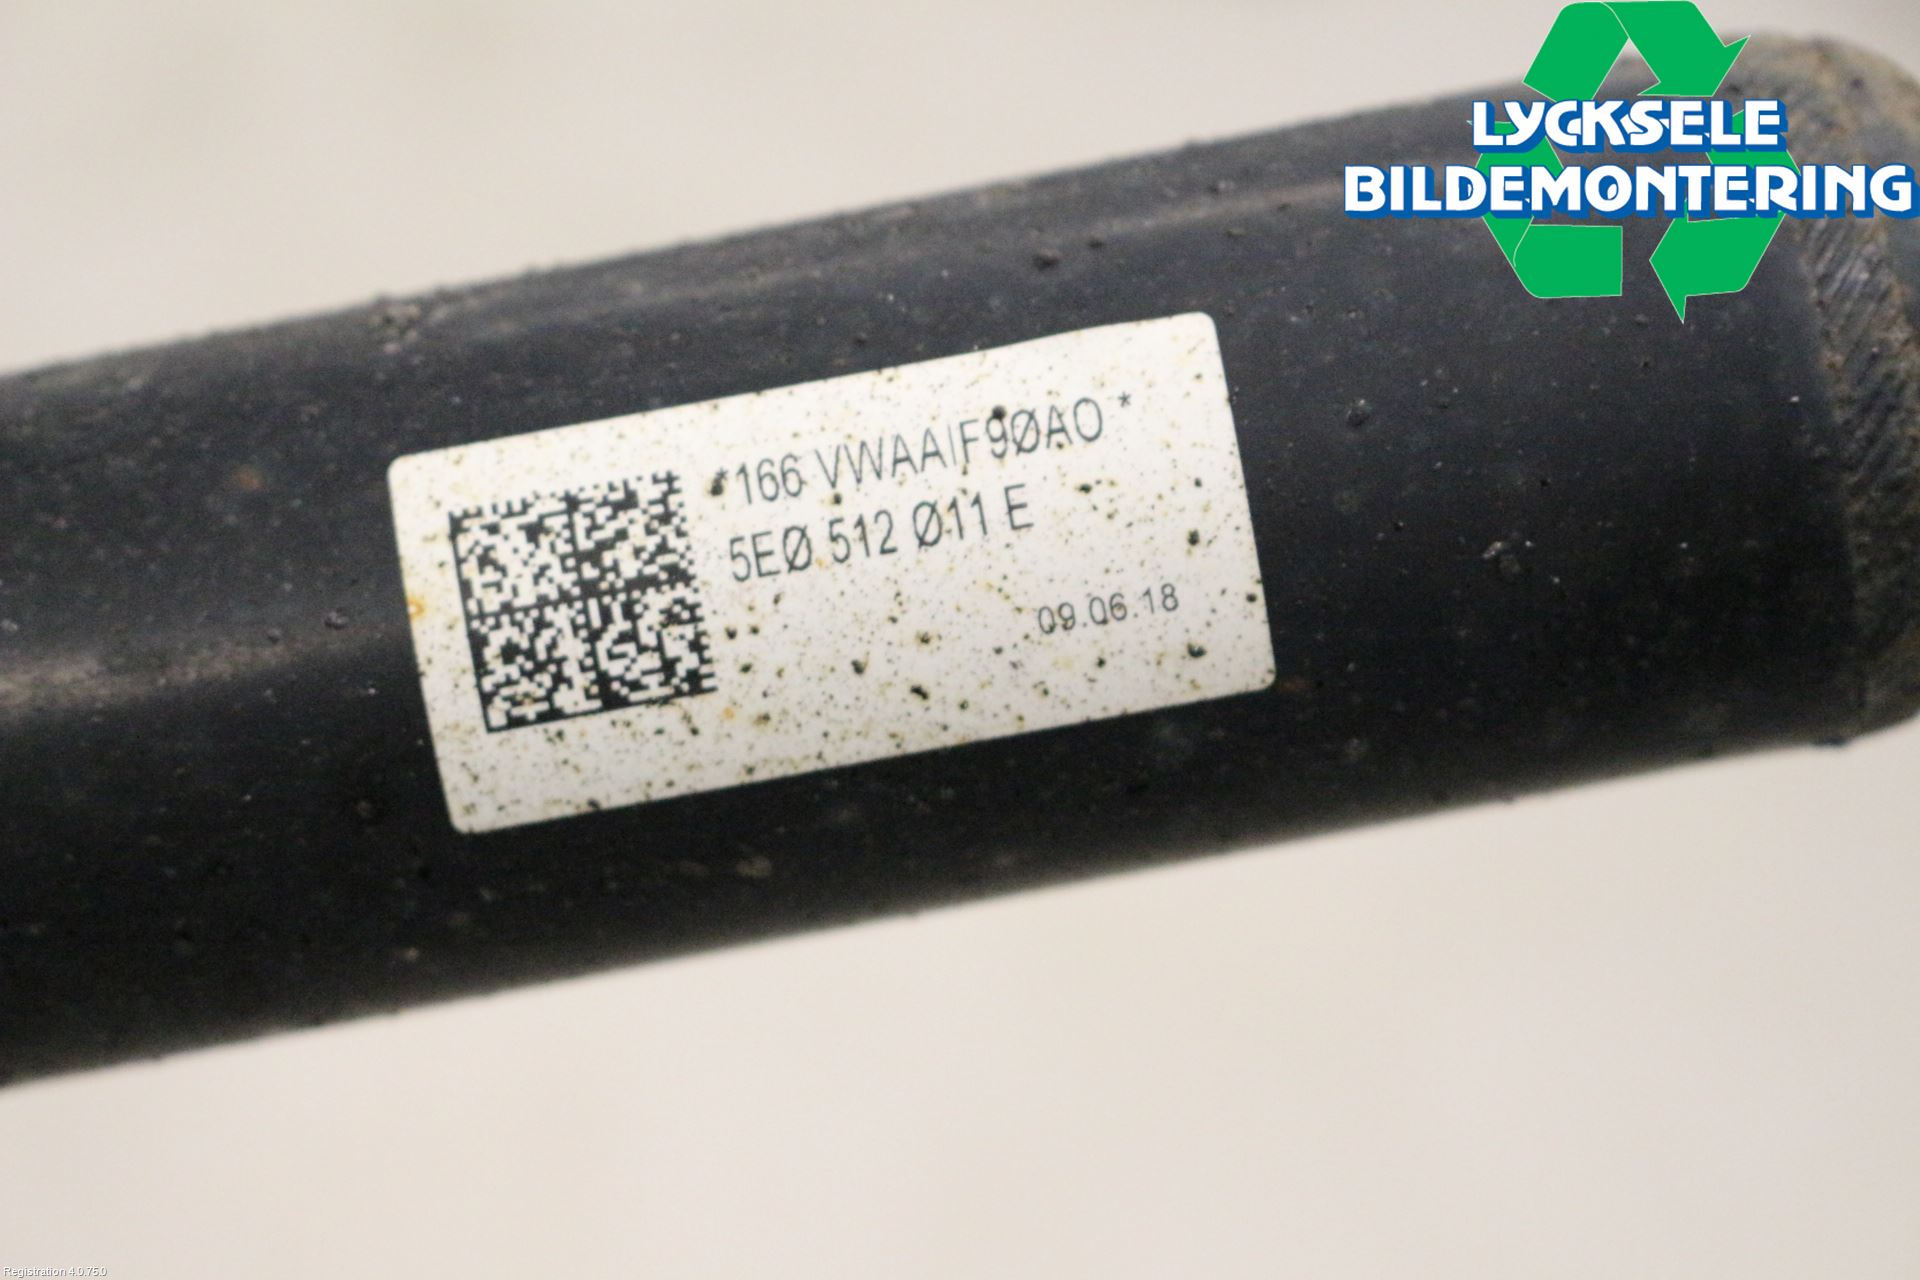 LYCKSELE
BILDEMONTERING
*166 VWAAIF9ØAO *
5EØ 512 Ø11 E
09.06.18
Registration 4.0.75.0